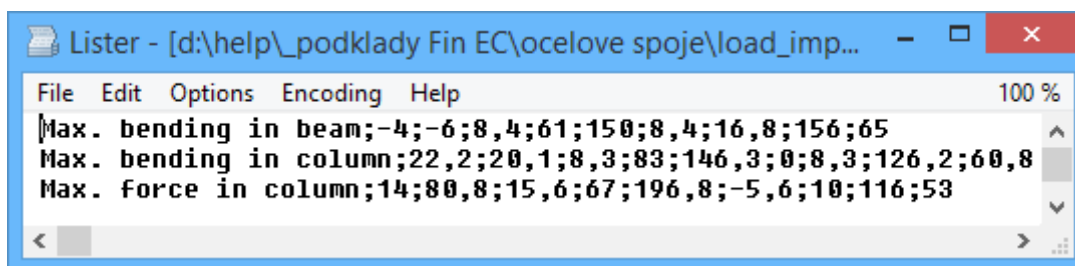 Lister - [d:\help\_podklady Fin EC\ocelove spoje\load_imp...
File Edit Options Encoding Help 100 %
Max. bending in beam;-4;-6;8,4;61;150;8,4;16,8;156;65
Max. bending in column;22,2;20,1;8,3;83;146,3;0;8,3;126,2;60,8
Max. force in column;14;80,8;15,6;67;196,8;-5,6;10;116;53